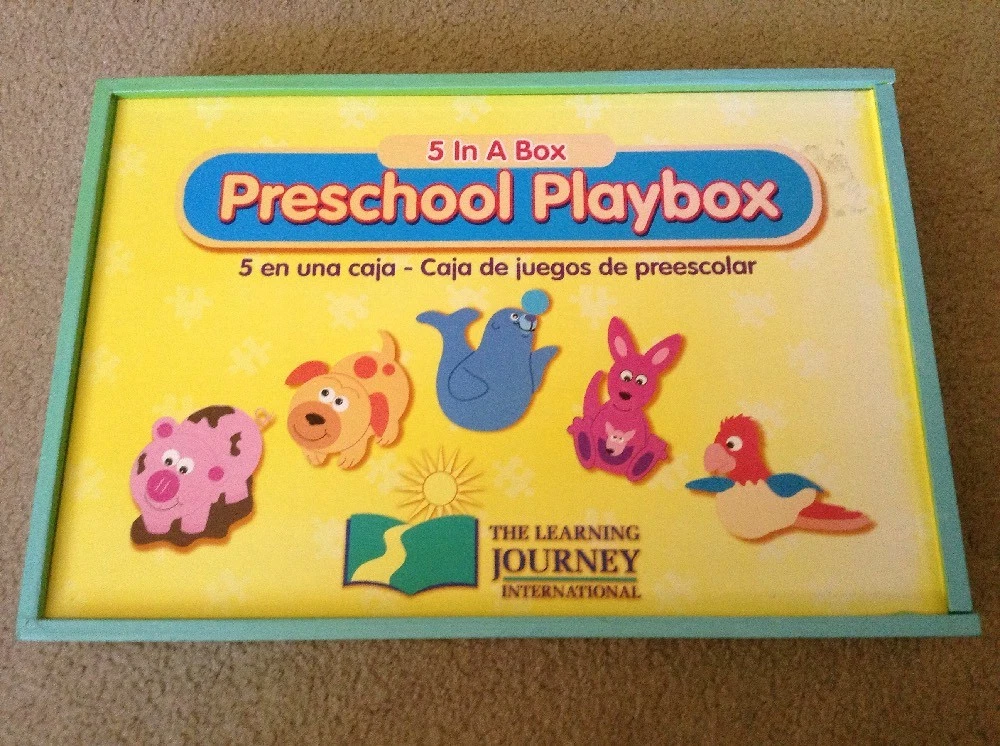 5 In A Box
Preschool Playbox
5 en una caja - Caja de juegos de preescolar
THE LEARNING
JOURNEY
INTERNATIONAL